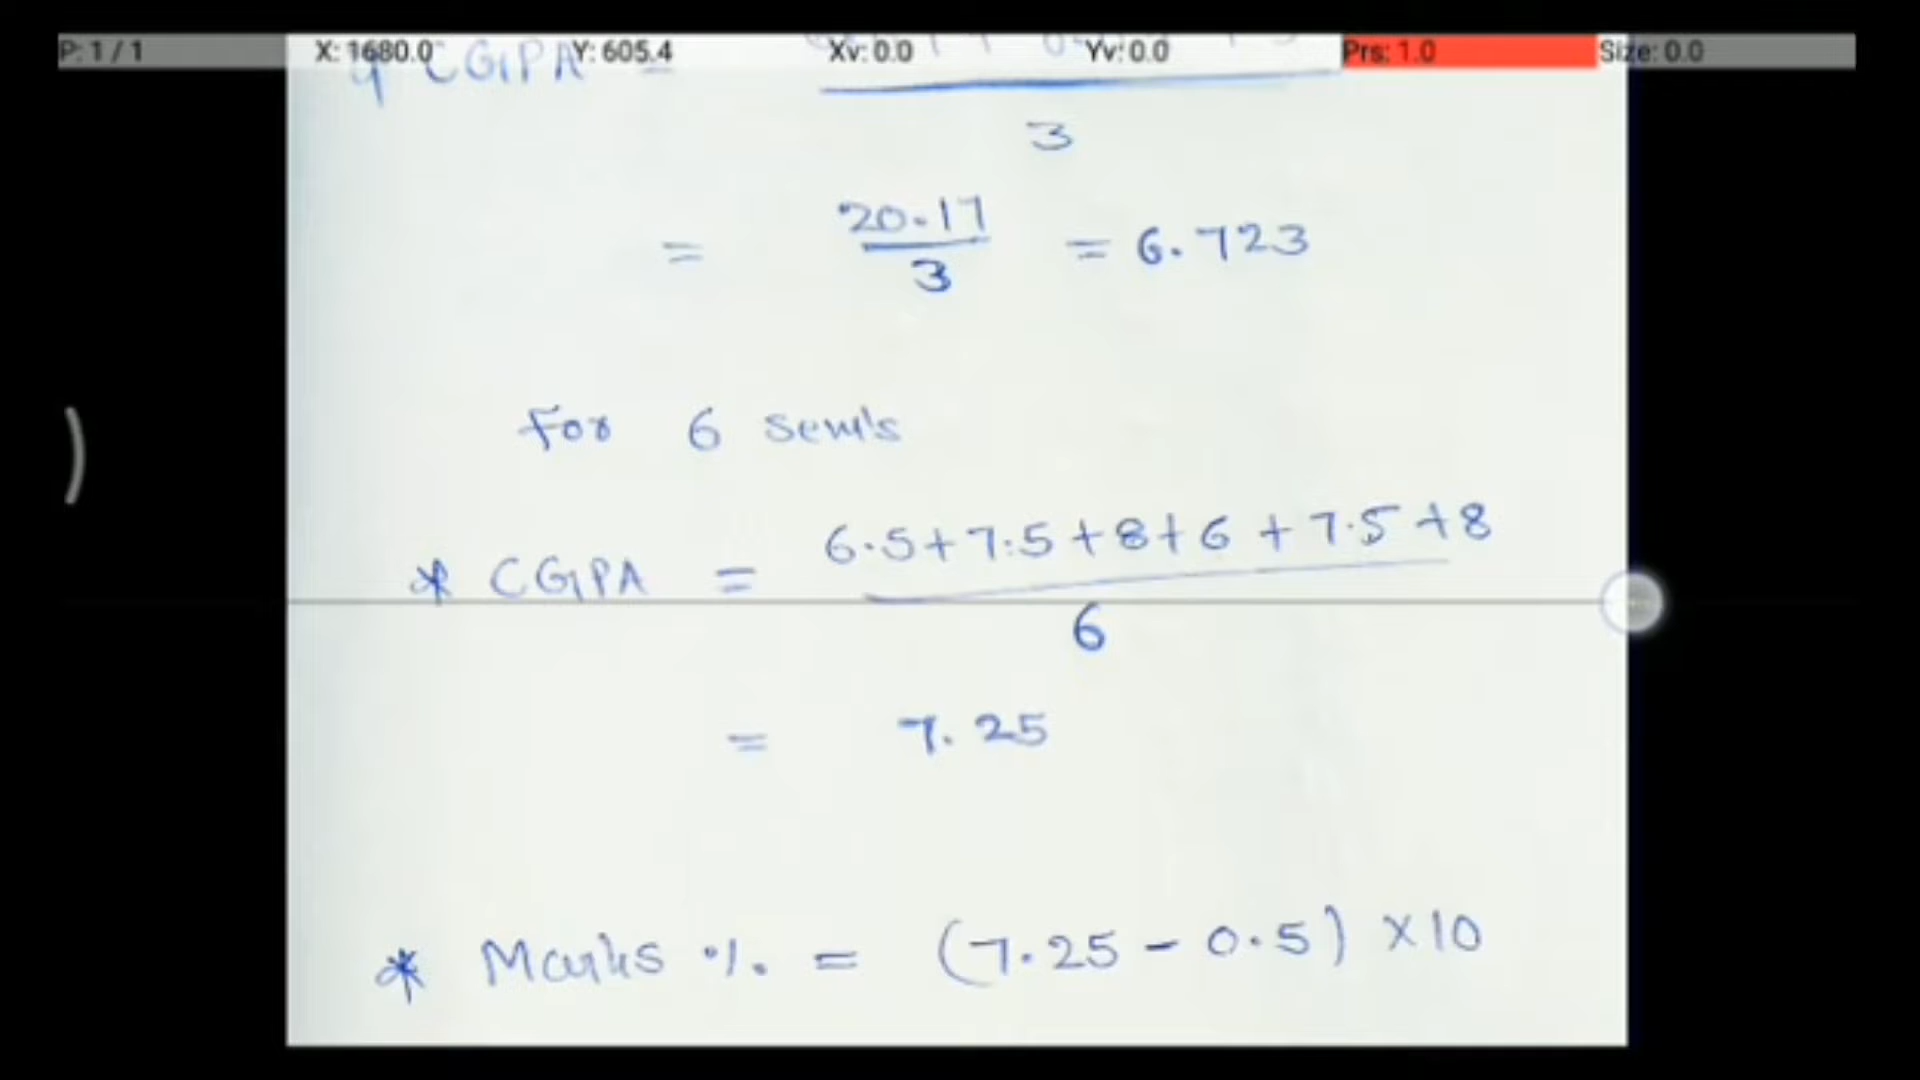 P: 1 / 1 X: 1680.0 Y: 605.4 Xv: 0.0 Yv: 0.0 Prs: 1.0 Size: 0.0
CGPA =
3
= 20.17 / 3 = 6.723
For 6 sem's
* CGPA = 6.5+7.5+8+6+7.5+8
6
= 7.25
* Marks % = (7.25 - 0.5) ×10